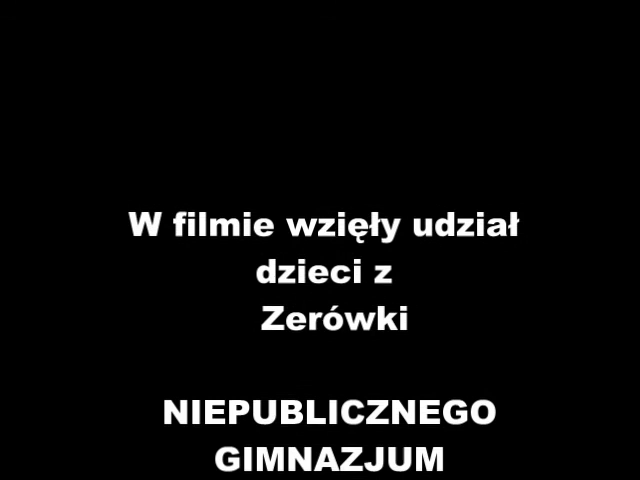 W filmie wzięły udział
dzieci z
Zerówki
NIEPUBLICZNEGO
GIMNAZJUM